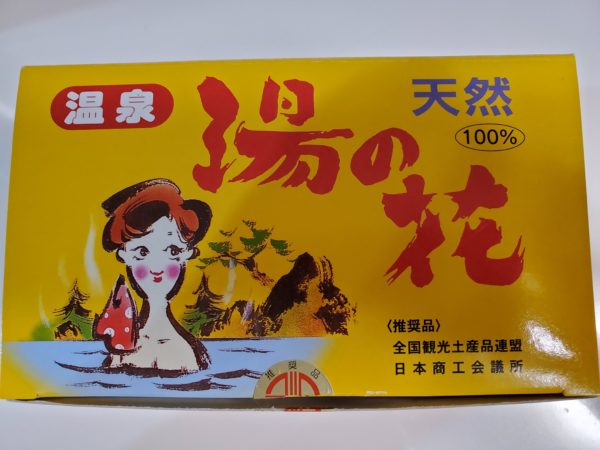 温泉
湯の花
天然
100%
〈推奨品〉
全国観光土産品連盟
日本商工会議所
推奨品